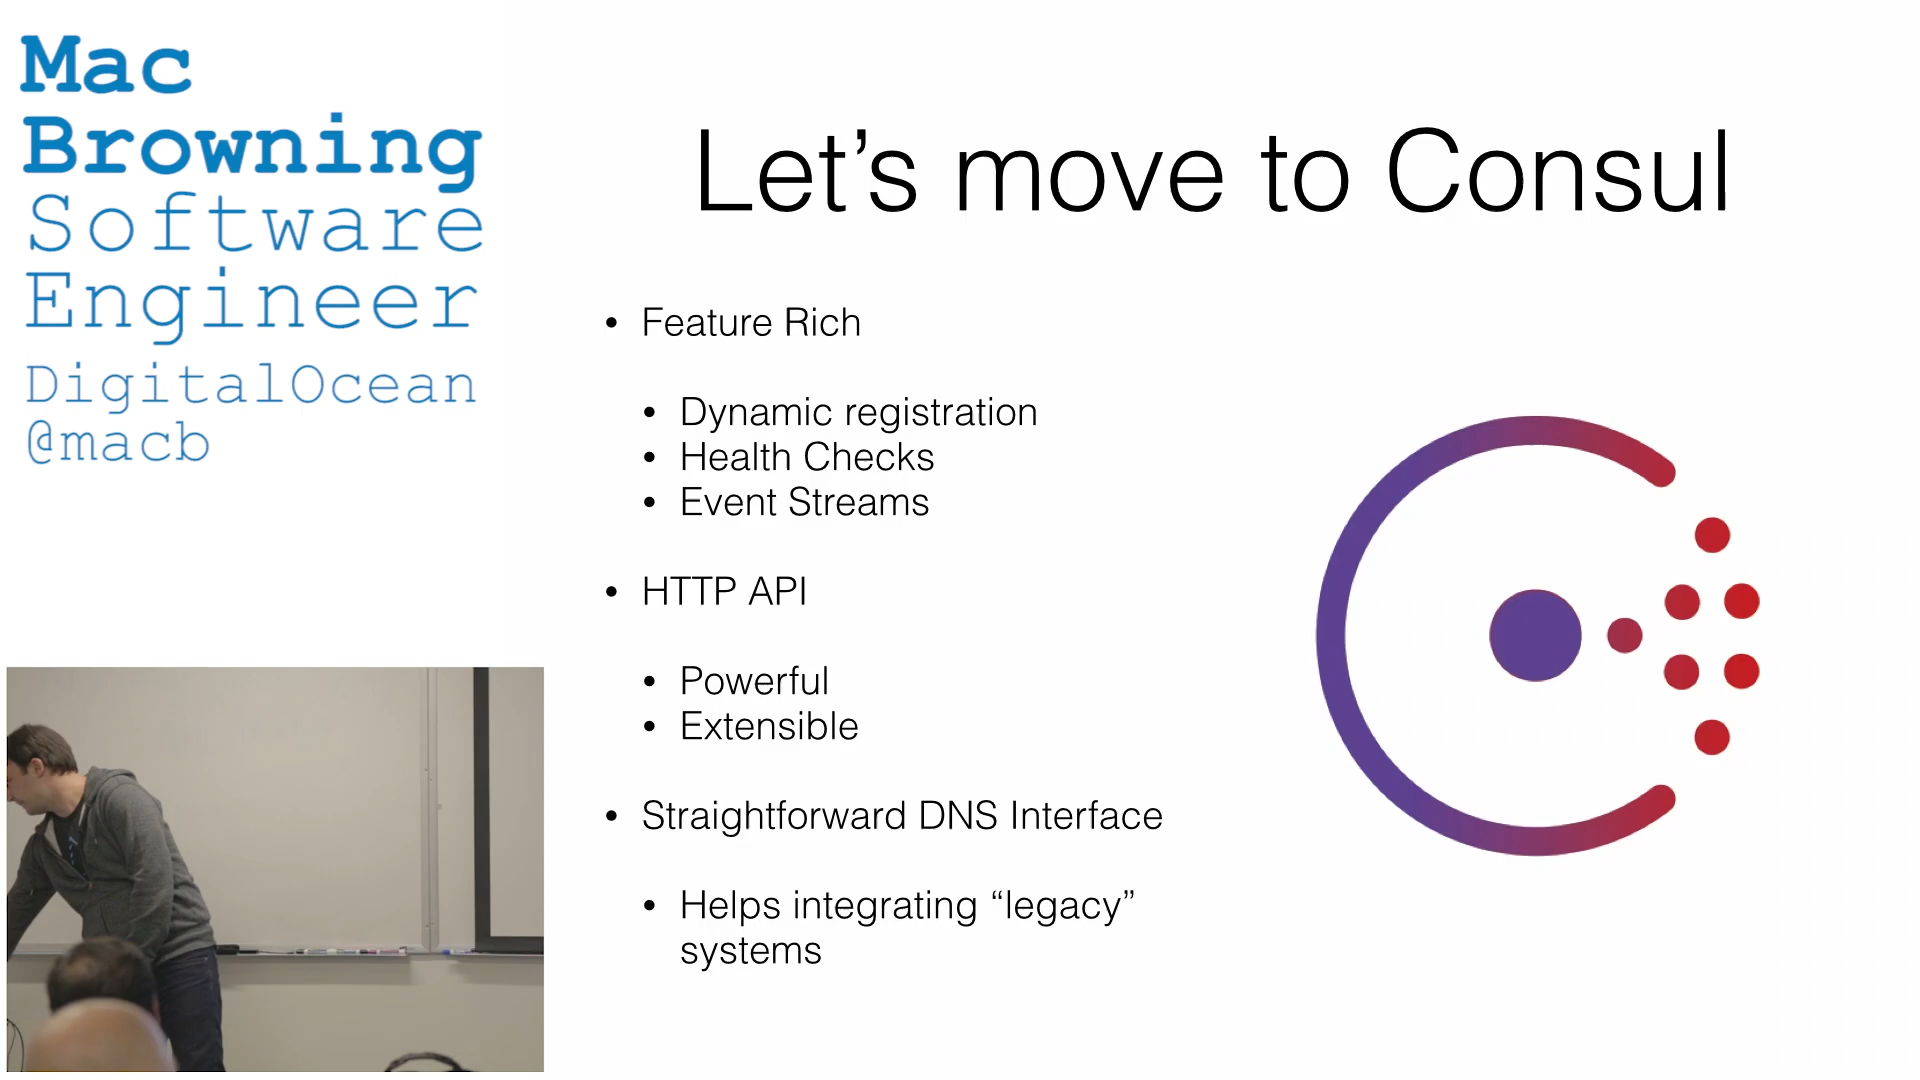 Mac
Browning
Software
Engineer
DigitalOcean
@macb
Let’s move to Consul
• Feature Rich
• Dynamic registration
• Health Checks
• Event Streams
• HTTP API
• Powerful
• Extensible
• Straightforward DNS Interface
• Helps integrating “legacy”
systems